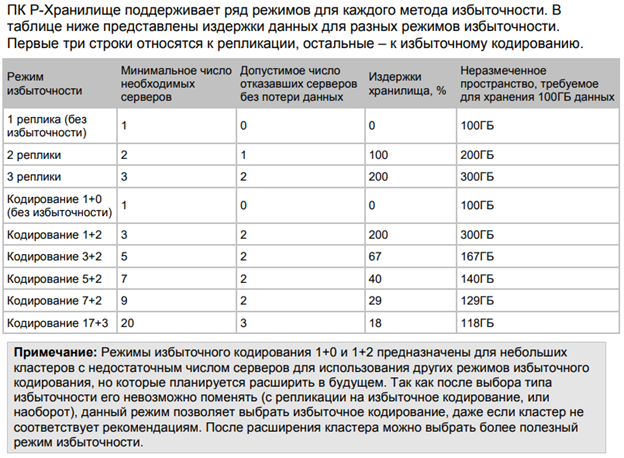 ПК Р-Хранилище поддерживает ряд режимов для каждого метода избыточности. В
таблице ниже представлены издержки данных для разных режимов избыточности.
Первые три строки относятся к репликации, остальные – к избыточному кодированию.
Режим избыточности Минимальное число необходимых серверов Допустимое число отказавших серверов без потери данных Издержки хранилища, % Неразмеченное пространство, требуемое для хранения 100ГБ данных
1 реплика (без избыточности) 1 0 0 100ГБ
2 реплики 2 1 100 200ГБ
3 реплики 3 2 200 300ГБ
Кодирование 1+0 (без избыточности) 1 0 0 100ГБ
Кодирование 1+2 3 2 200 300ГБ
Кодирование 3+2 5 2 67 167ГБ
Кодирование 5+2 7 2 40 140ГБ
Кодирование 7+2 9 2 29 129ГБ
Кодирование 17+3 20 3 18 118ГБ
Примечание: Режимы избыточного кодирования 1+0 и 1+2 предназначены для небольших
кластеров с недостаточным числом серверов для использования других режимов избыточного
кодирования, но которые планируется расширить в будущем. Так как после выбора типа
избыточности его невозможно поменять (с репликации на избыточное кодирование, или
наоборот), данный режим позволяет выбрать избыточное кодирование, даже если кластер не
соответствует рекомендациям. После расширения кластера можно выбрать более полезный
режим избыточности.